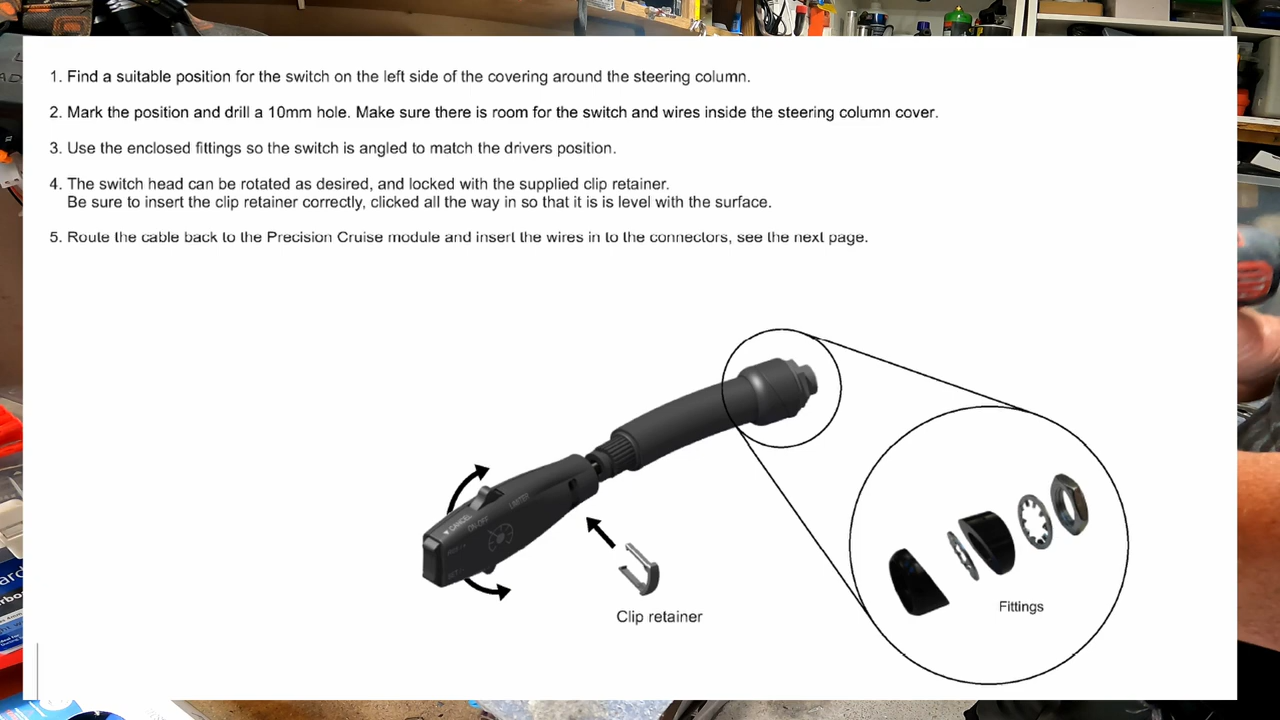 1. Find a suitable position for the switch on the left side of the covering around the steering column.
2. Mark the position and drill a 10mm hole. Make sure there is room for the switch and wires inside the steering column cover.
3. Use the enclosed fittings so the switch is angled to match the drivers position.
4. The switch head can be rotated as desired, and locked with the supplied clip retainer.
Be sure to insert the clip retainer correctly, clicked all the way in so that it is is level with the surface.
5. Route the cable back to the Precision Cruise module and insert the wires in to the connectors, see the next page.
CANCEL
ON-OFF
Clip retainer
Fittings